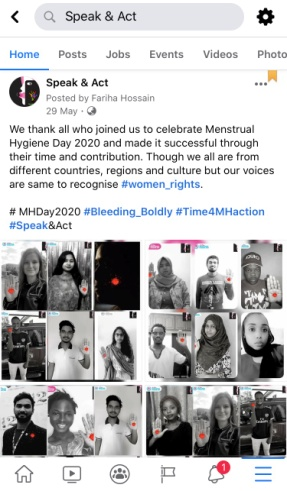 Speak & Act
Home Posts Jobs Events Videos Photo
Speak & Act
Posted by Fariha Hossain
29 May ·
We thank all who joined us to celebrate Menstrual
Hygiene Day 2020 and made it successful through
their time and contribution. Though we all are from
different countries, regions and culture but our voices
are same to recognise #women_rights.
# MHDay2020 #Bleeding_Boldly #Time4MHaction
#Speak&Act
1